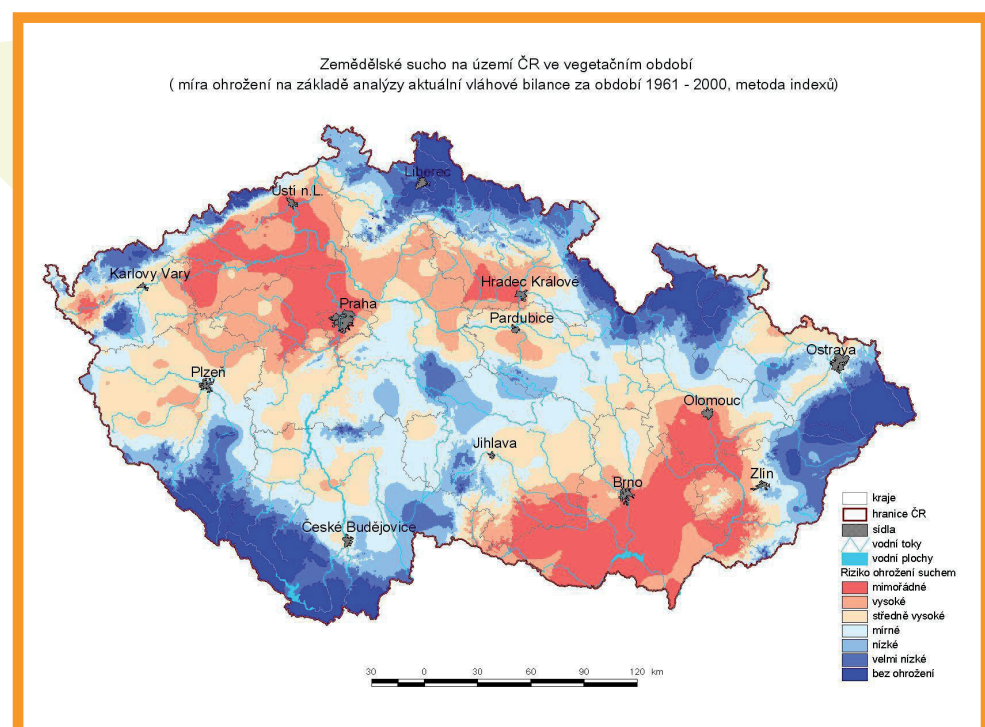 Zemědělské sucho na území ČR ve vegetačním období
( míra ohrožení na základě analýzy aktuální vláhové bilance za období 1961 - 2000, metoda indexů)
Liberec
Ústí n.L.
Karlovy Vary
Hradec Králové
Praha
Pardubice
Ostrava
Plzeň
Olomouc
Jihlava
Brno
Zlín
České Budějovice
kraje
hranice ČR
sídla
vodní toky
vodní plochy
Riziko ohrožení suchem
mimořádné
vysoké
středně vysoké
mírné
nízké
velmi nízké
bez ohrožení
30 0 30 60 90 120 km